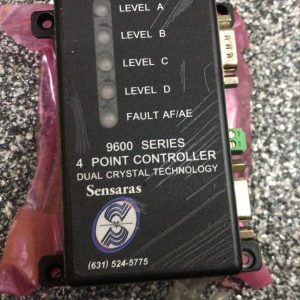 LEVEL A
LEVEL B
LEVEL C
LEVEL D
FAULT AF/AE
9600 SERIES
4 POINT CONTROLLER
DUAL CRYSTAL TECHNOLOGY
Sensaras
(631) 524-5775